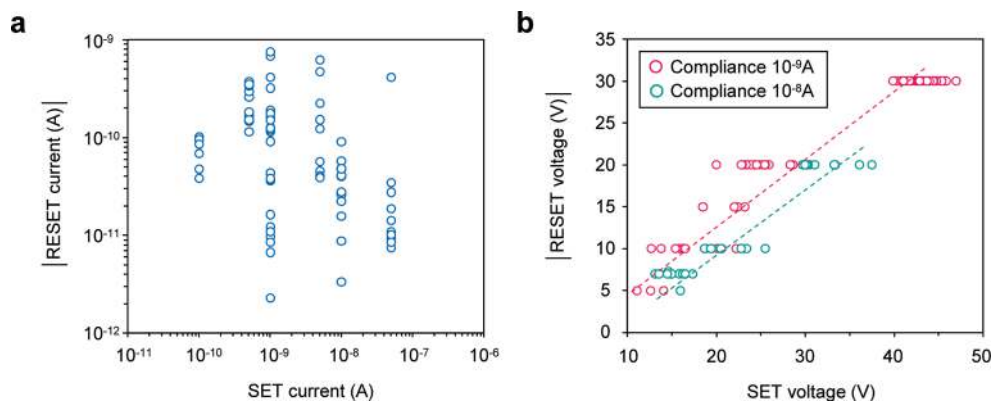 a
|RESET current (A)|
10⁻⁹
10⁻¹⁰
10⁻¹¹
10⁻¹²
10⁻¹¹ 10⁻¹⁰ 10⁻⁹ 10⁻⁸ 10⁻⁷ 10⁻⁶
SET current (A)
b
|RESET voltage (V)|
35
30
25
20
15
10
5
0
Compliance 10⁻⁹A
Compliance 10⁻⁸A
10 20 30 40 50
SET voltage (V)